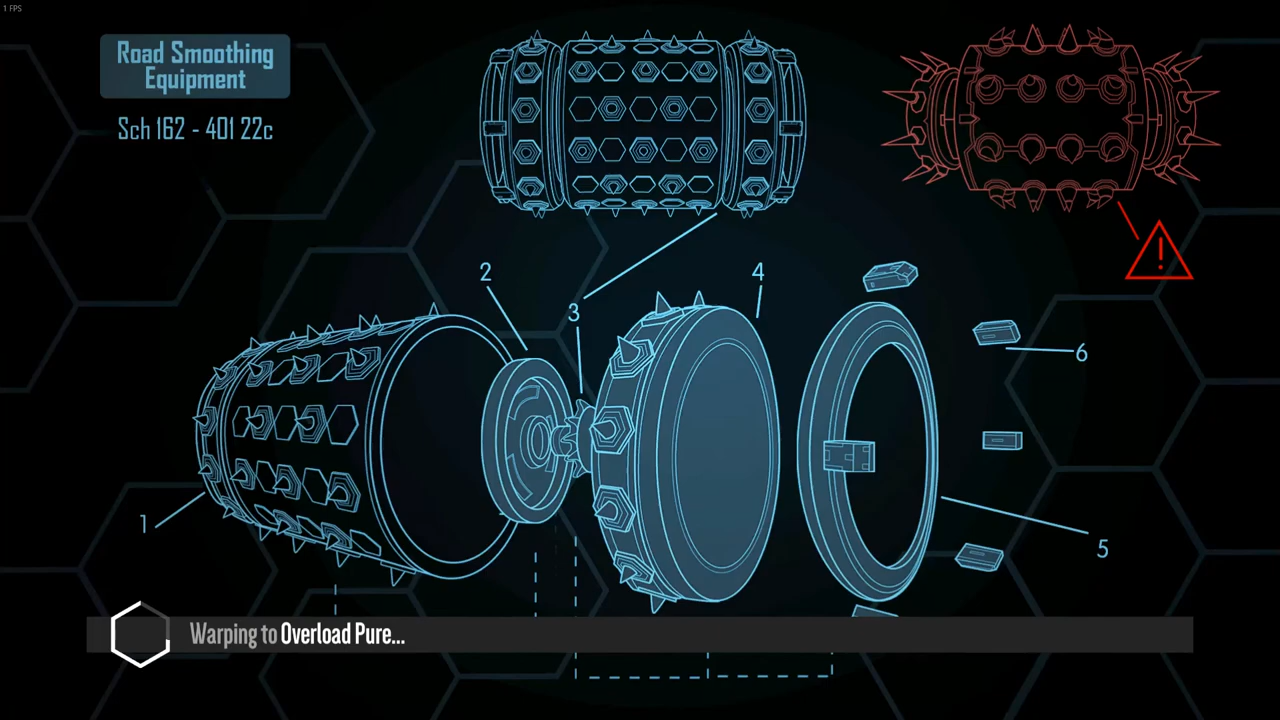 1 FPS
Road Smoothing
Equipment
Sch 162 - 401 22c
2
4
3
6
1
5
Warping to Overload Pure...